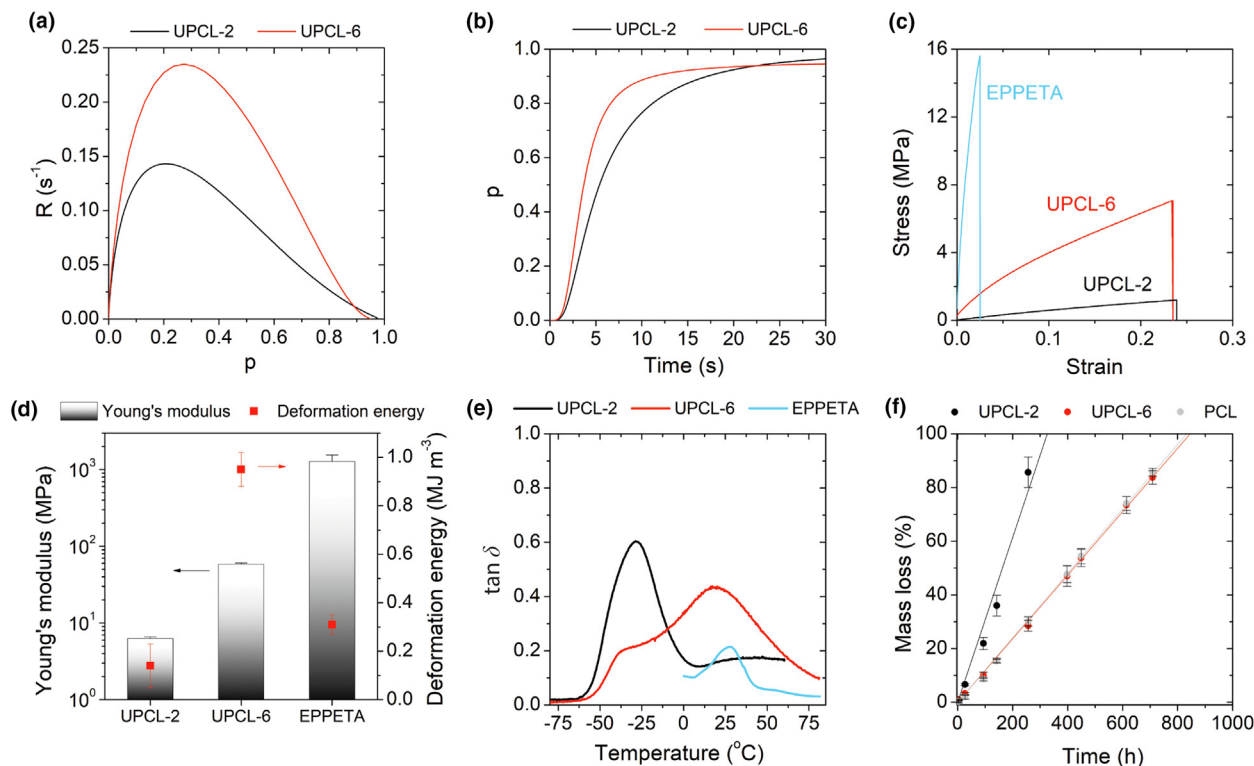 (a)
UPCL-2 UPCL-6
R (s⁻¹)
0.25
0.20
0.15
0.10
0.05
0.00
0.0 0.2 0.4 0.6 0.8 1.0
p
(b)
UPCL-2 UPCL-6
p
1.0
0.8
0.6
0.4
0.2
0.0
0 5 10 15 20 25 30
Time (s)
(c)
Stress (MPa)
16
12
8
4
0
EPPETA
UPCL-6
UPCL-2
0.0 0.1 0.2 0.3
Strain
(d)
Young's modulus Deformation energy
Young's modulus (MPa)
10³
10²
10¹
10⁰
1.0
0.8
0.6
0.4
0.2
0.0
Deformation energy (MJ m⁻³)
UPCL-2 UPCL-6 EPPETA
(e)
UPCL-2 UPCL-6 EPPETA
tan δ
1.0
0.8
0.6
0.4
0.2
0.0
-75 -50 -25 0 25 50 75
Temperature (°C)
(f)
UPCL-2 UPCL-6 PCL
Mass loss (%)
100
80
60
40
20
0
0 200 400 600 800 1000
Time (h)